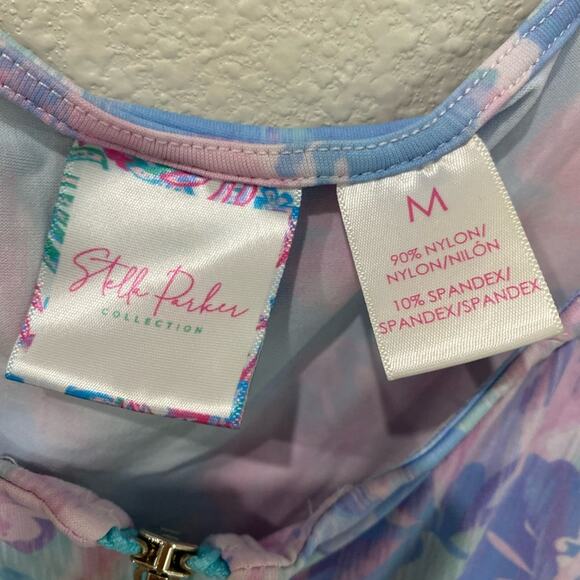 Stella Parker
COLLECTION
M
90% NYLON/
NYLON/NILÓN
10% SPANDEX/
SPANDEX/SPANDEX